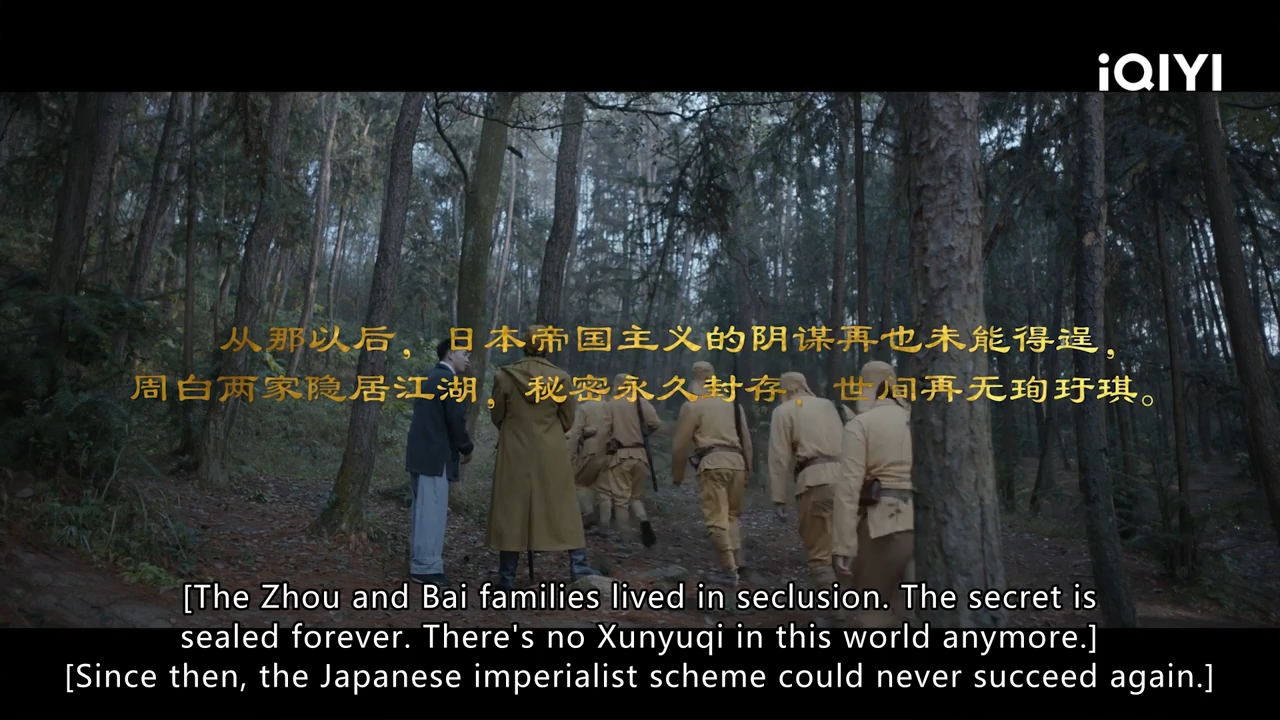 iQIYI
从那以后，日本帝国主义的阴谋再也未能得逞，
周白两家隐居江湖，秘密永久封存，世间再无珣玗琪。
[The Zhou and Bai families lived in seclusion. The secret is
sealed forever. There's no Xunyuqi in this world anymore.]
[Since then, the Japanese imperialist scheme could never succeed again.]